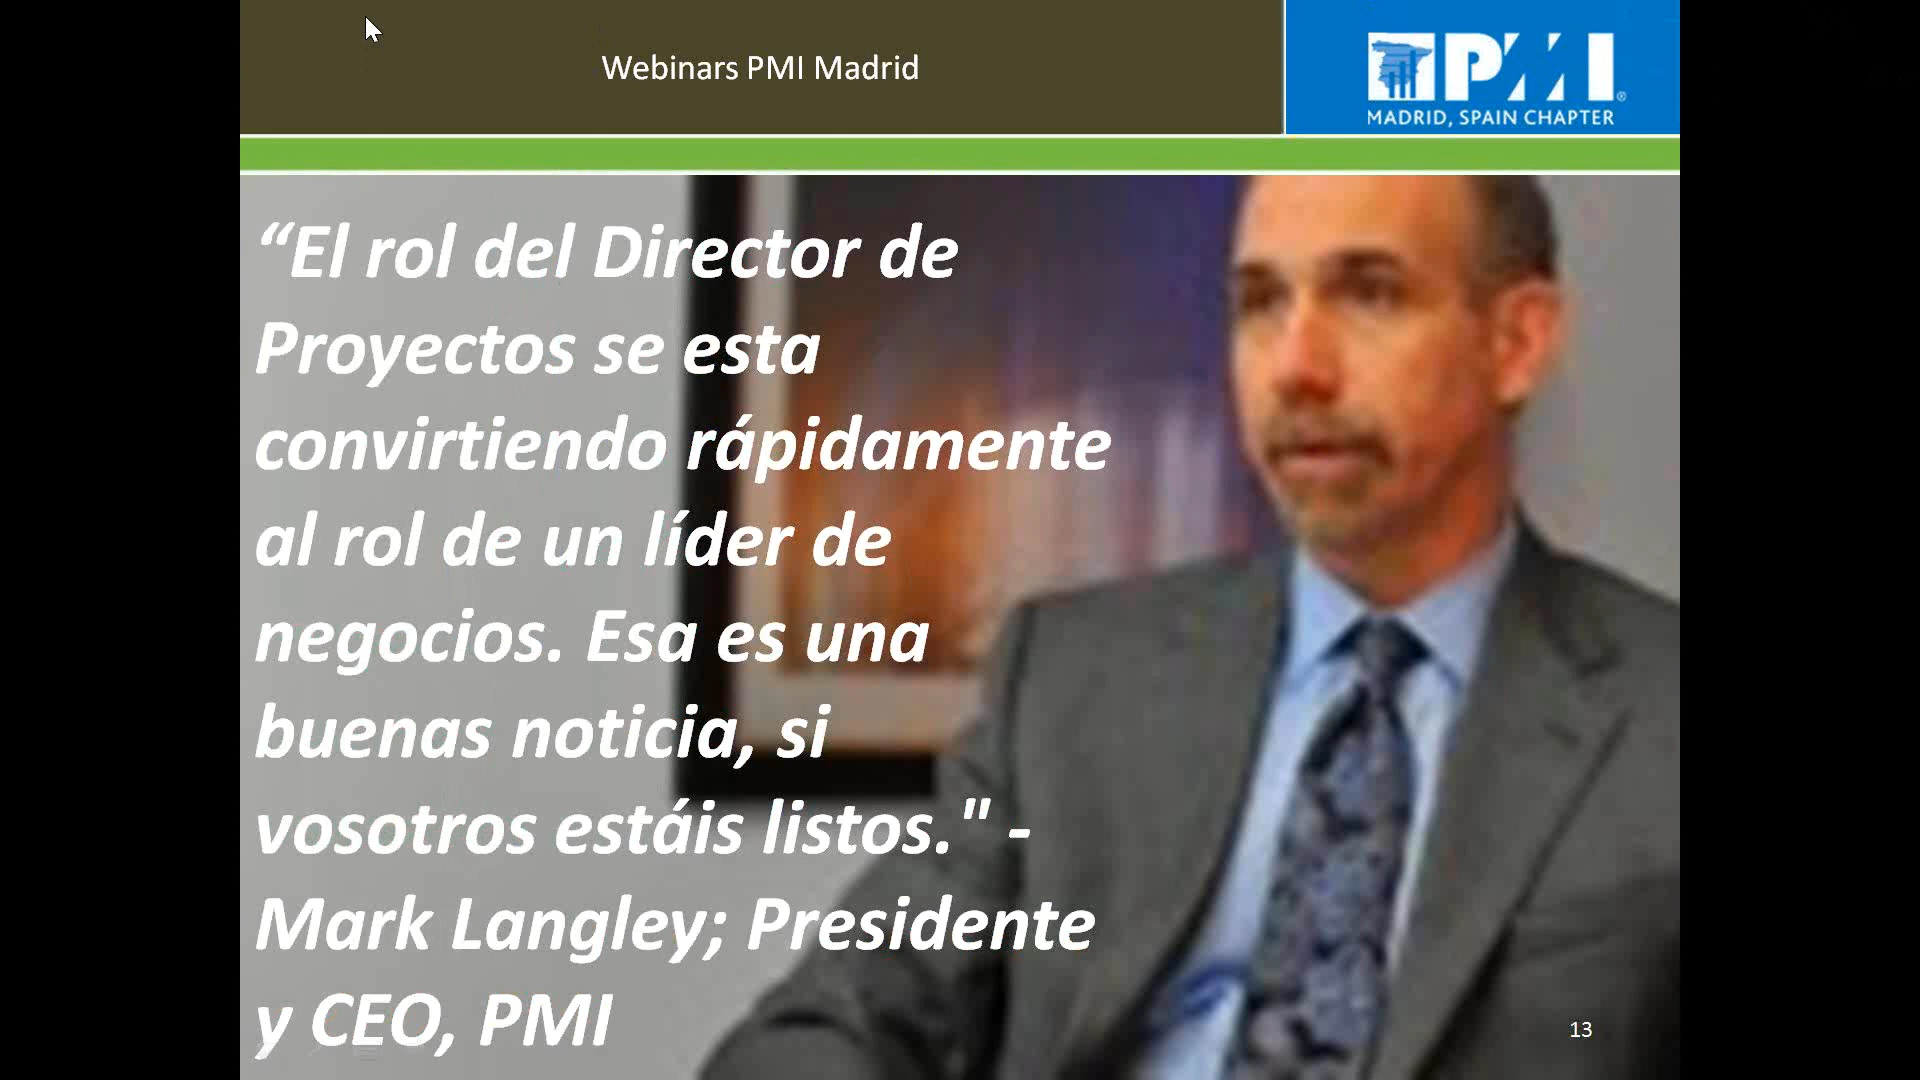 Webinars PMI Madrid
PMI®
MADRID, SPAIN CHAPTER
“El rol del Director de
Proyectos se esta
convirtiendo rápidamente
al rol de un líder de
negocios. Esa es una
buenas noticia, si
vosotros estáis listos." -
Mark Langley; Presidente
y CEO, PMI
13